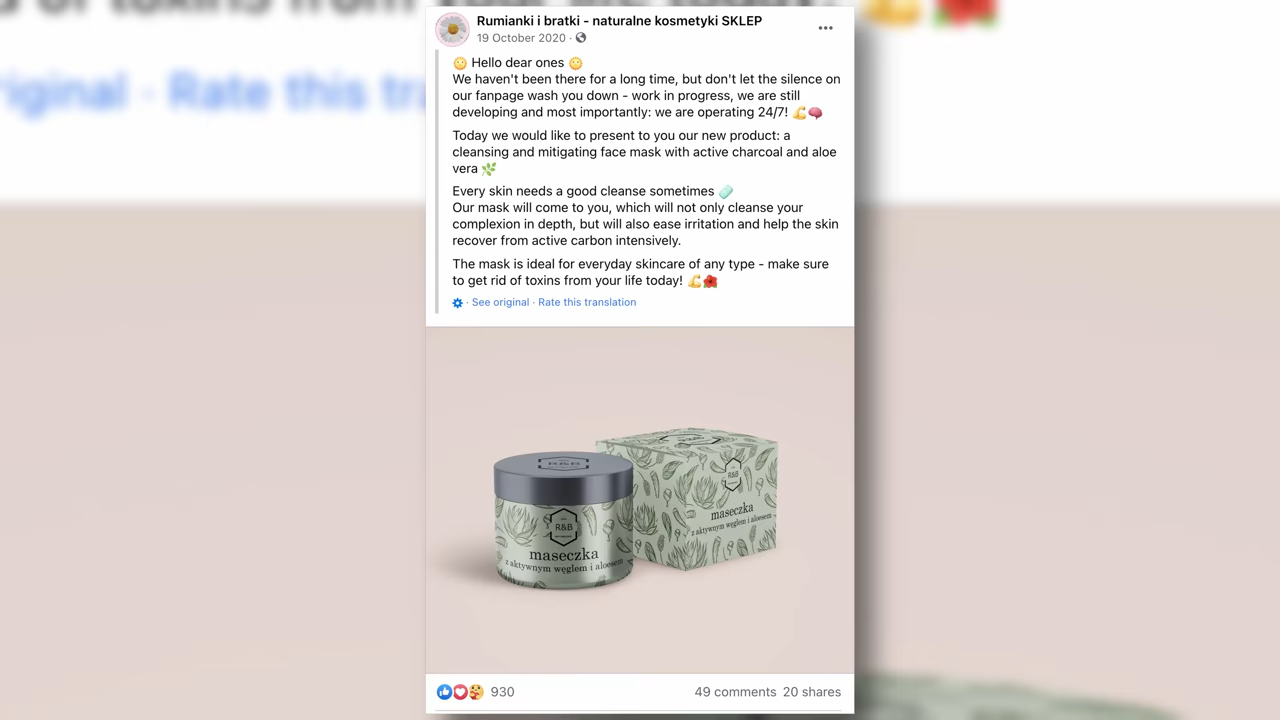 Rumianki i bratki - naturalne kosmetyki SKLEP
19 October 2020 ·
Hello dear ones
We haven't been there for a long time, but don't let the silence on
our fanpage wash you down - work in progress, we are still
developing and most importantly: we are operating 24/7!
Today we would like to present to you our new product: a
cleansing and mitigating face mask with active charcoal and aloe
vera
Every skin needs a good cleanse sometimes
Our mask will come to you, which will not only cleanse your
complexion in depth, but will also ease irritation and help the skin
recover from active carbon intensively.
The mask is ideal for everyday skincare of any type - make sure
to get rid of toxins from your life today!
· See original · Rate this translation
R&B
R&B
maseczka
z aktywnym węglem i aloesem
R&B
R&B
maseczka
z aktywnym węglem i aloesem
930
49 comments 20 shares